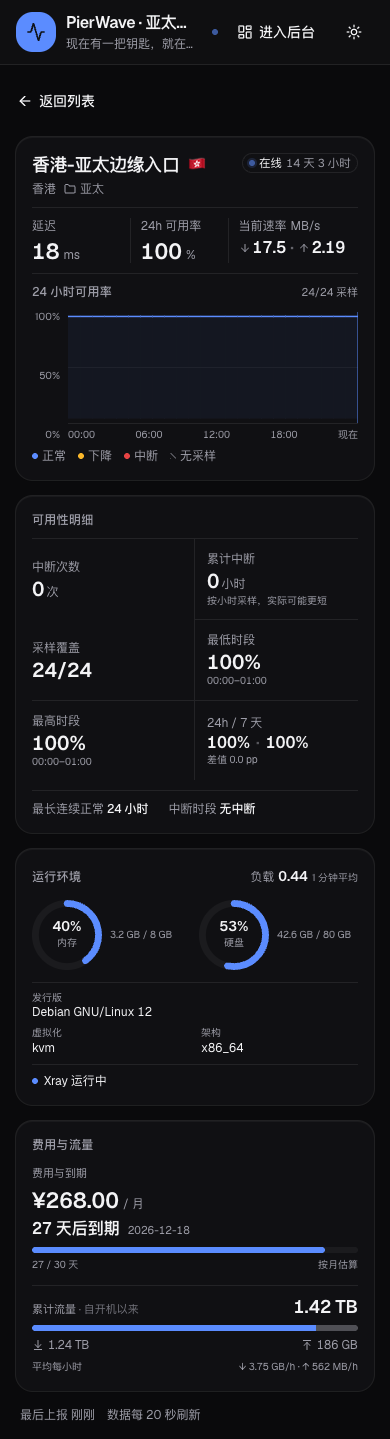 PierWave · 亚太...
现在有一把钥匙，就在...
进入后台
返回列表
香港-亚太边缘入口 🇭🇰
在线 14 天 3 小时
香港 亚太
延迟
18 ms
24h 可用率
100 %
当前速率 MB/s
↓ 17.5 · ↑ 2.19
24 小时可用率
24/24 采样
100%
50%
0%
00:00 06:00 12:00 18:00 现在
正常 下降 中断 无采样
可用性明细
中断次数
0 次
累计中断
0 小时
按小时采样，实际可能更短
采样覆盖
24/24
最低时段
100%
00:00–01:00
最高时段
100%
00:00–01:00
24h / 7 天
100% · 100%
差值 0.0 pp
最长连续正常 24 小时 中断时段 无中断
运行环境
负载 0.44 1 分钟平均
40%
内存
3.2 GB / 8 GB
53%
硬盘
42.6 GB / 80 GB
发行版
Debian GNU/Linux 12
虚拟化
kvm
架构
x86_64
Xray 运行中
费用与流量
费用与到期
¥268.00 / 月
27 天后到期 2026-12-18
27 / 30 天
按月估算
累计流量 · 自开机以来
1.42 TB
↓ 1.24 TB
↑ 186 GB
平均每小时
↓ 3.75 GB/h · ↑ 562 MB/h
最后上报 刚刚 数据每 20 秒刷新